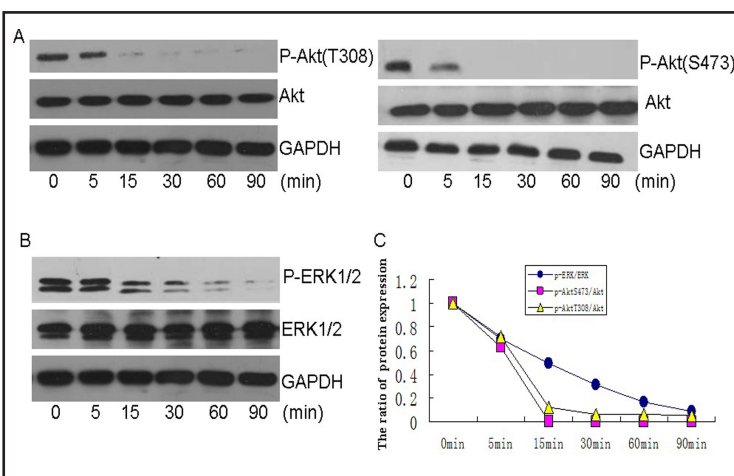 A
P-Akt(T308)
Akt
GAPDH
0 5 15 30 60 90 (min)
P-Akt(S473)
Akt
GAPDH
0 5 15 30 60 90 (min)
B
P-ERK1/2
ERK1/2
GAPDH
0 5 15 30 60 90 (min)
C
p-ERK/ERK
p-AktS473/Akt
p-AktT308/Akt
The ratio of protein expression
1.2
1
0.8
0.6
0.4
0.2
0
0min 5min 15min 30min 60min 90min